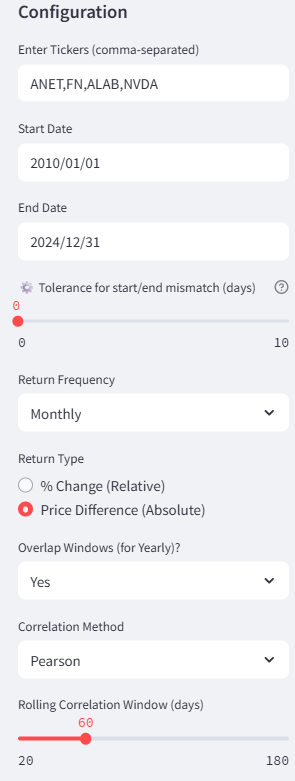 Configuration
Enter Tickers (comma-separated)
ANET,FN,ALAB,NVDA
Start Date
2010/01/01
End Date
2024/12/31
Tolerance for start/end mismatch (days) ?
0
0 10
Return Frequency
Monthly
Return Type
% Change (Relative)
Price Difference (Absolute)
Overlap Windows (for Yearly)?
Yes
Correlation Method
Pearson
Rolling Correlation Window (days)
60
20 180